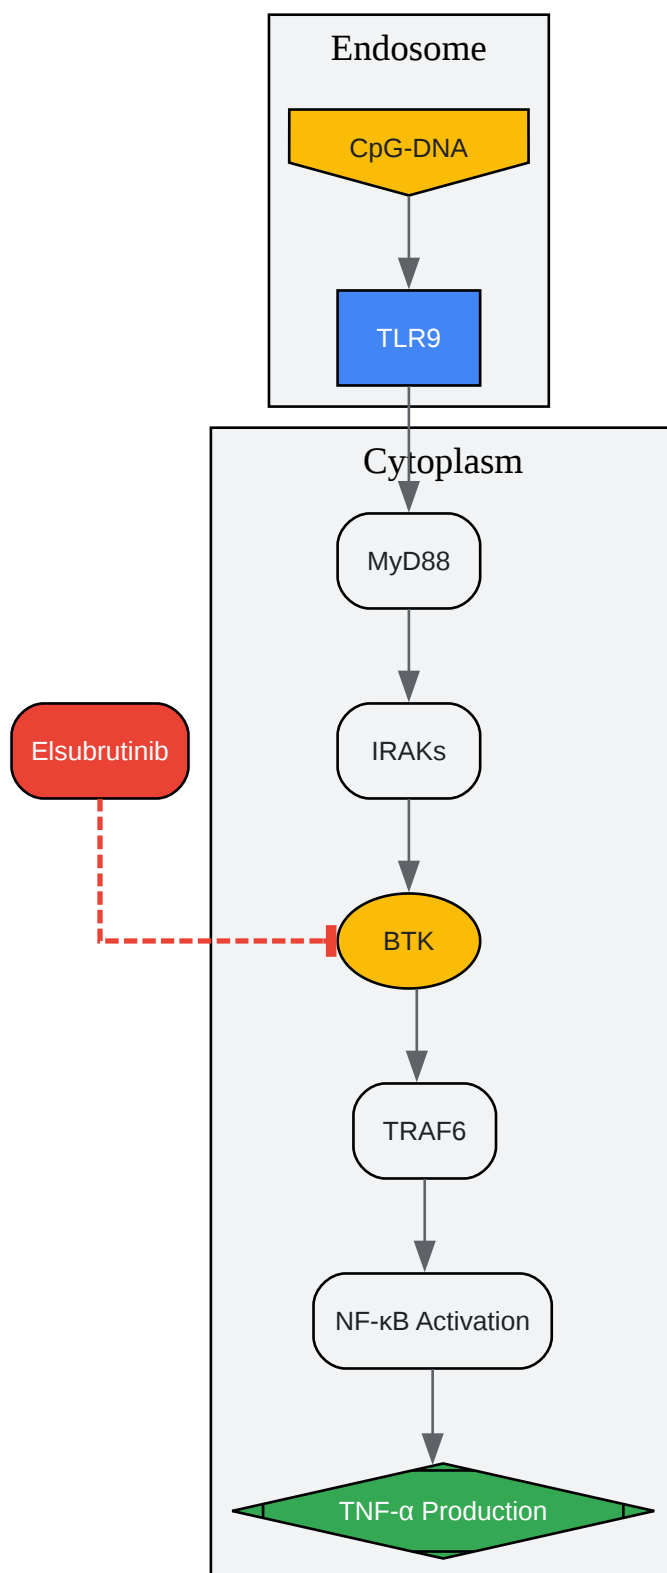 Endosome
CpG-DNA
TLR9
Cytoplasm
MyD88
Elsubrutinib
IRAKs
BTK
TRAF6
NF-κB Activation
TNF-α Production